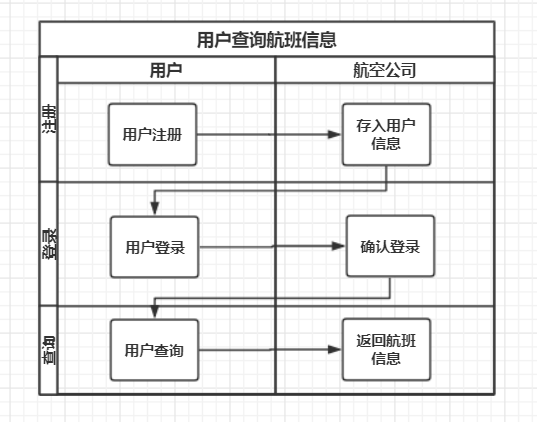 用户查询航班信息
用户
航空公司
注册
用户注册
存入用户
信息
登录
用户登录
确认登录
查询
用户查询
返回航班
信息